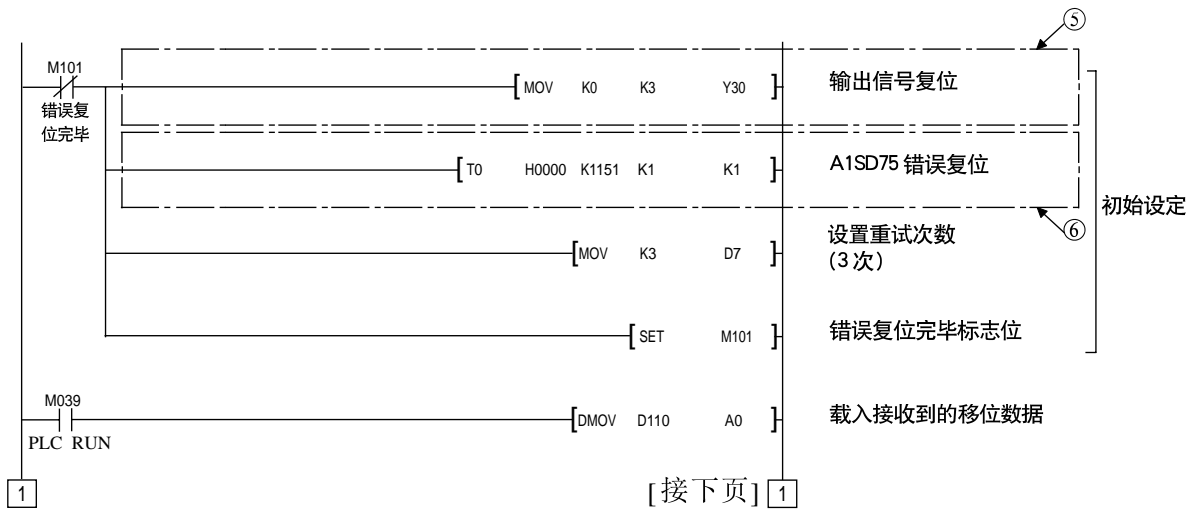 ⑤
M101
错误复
位完毕
[ MOV K0 K3 Y30 ]
输出信号复位
[ T0 H0000 K1151 K1 K1 ]
A1SD75 错误复位
初始设定
⑥
[ MOV K3 D7 ]
设置重试次数
(3 次)
[ SET M101 ]
错误复位完毕标志位
M039
PLC RUN
[ DMOV D110 A0 ]
载入接收到的移位数据
1
[接下页] 1